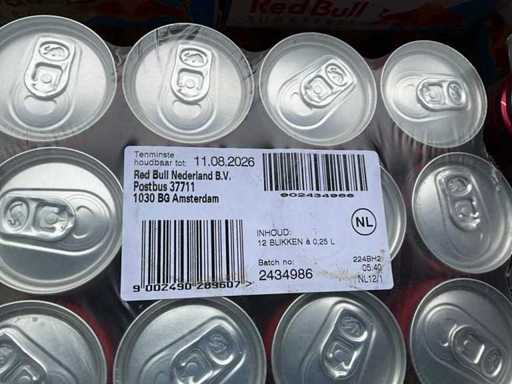 Red Bull
Tenminste
houdbaar tot: 11.08.2026
Red Bull Nederland B.V.
Postbus 37711
1030 BG Amsterdam
902434986
NL
INHOUD:
12 BLIKKEN á 0,25 L
Batch no:
2434986
224BH2
05:40
NL12/1
9 002490 289607 >